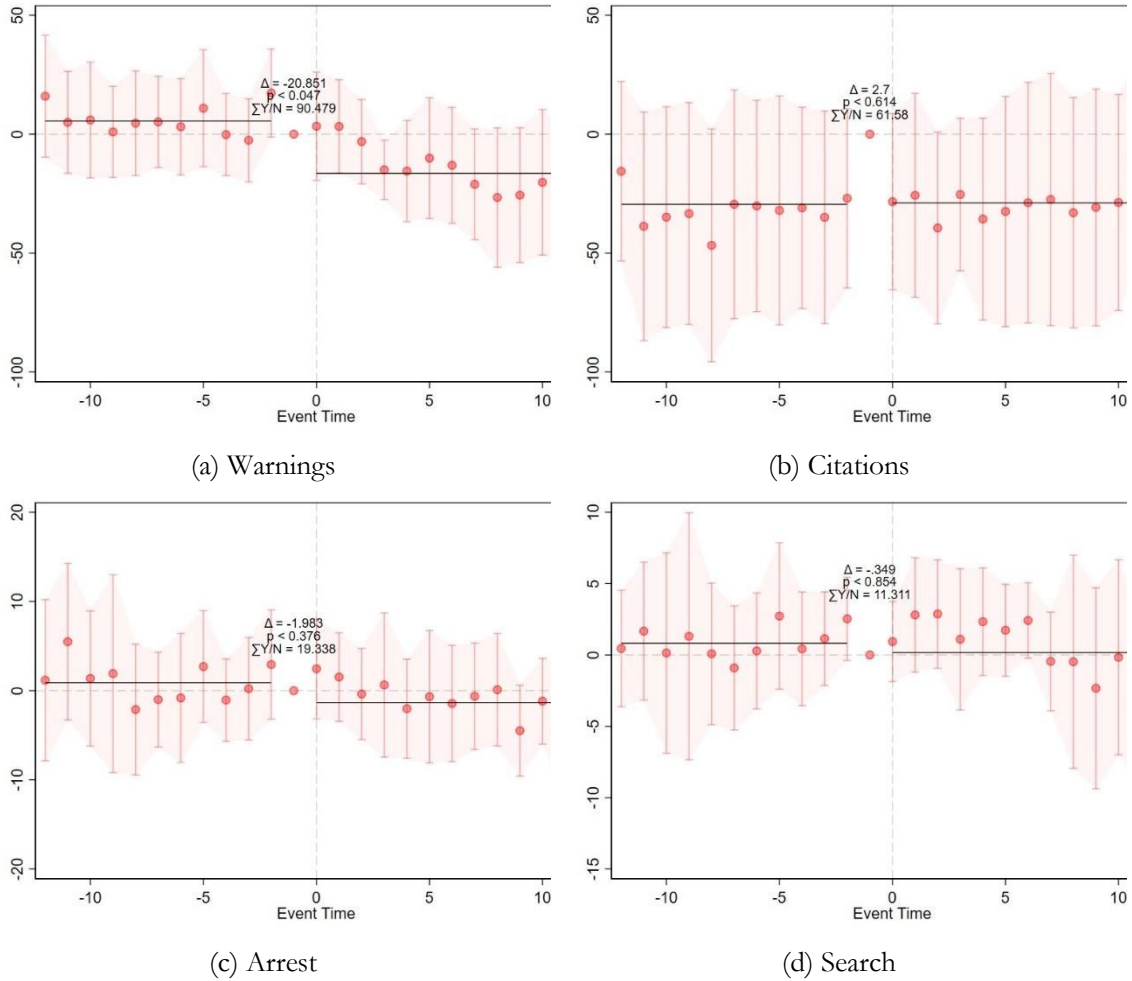 50
0
-50
-100
Δ = -20.851
p < 0.047
∑Y/N = 90.479
-10
-5
0
5
10
Event Time
(a) Warnings
50
0
-50
-100
Δ = 2.7
p < 0.614
∑Y/N = 61.58
-10
-5
0
5
10
Event Time
(b) Citations
20
10
0
-10
-20
Δ = -1.983
p < 0.376
∑Y/N = 19.338
-10
-5
0
5
10
Event Time
(c) Arrest
10
5
0
-5
-10
-15
Δ = -.349
p < 0.854
∑Y/N = 11.311
-10
-5
0
5
10
Event Time
(d) Search